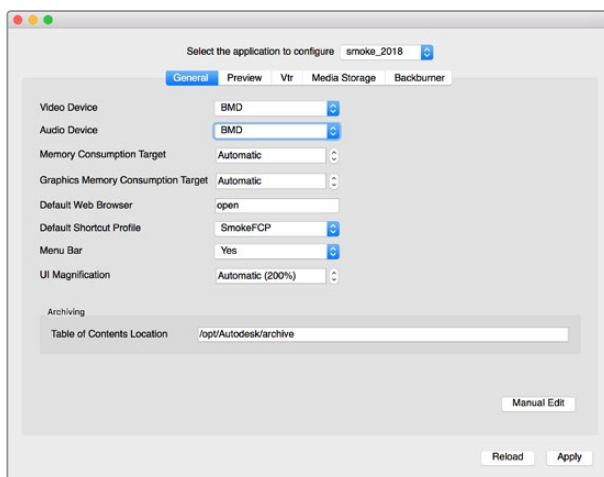 Select the application to configure smoke_2018
General Preview Vtr Media Storage Backburner
Video Device BMD
Audio Device BMD
Memory Consumption Target Automatic
Graphics Memory Consumption Target Automatic
Default Web Browser open
Default Shortcut Profile SmokeFCP
Menu Bar Yes
UI Magnification Automatic (200%)
Archiving
Table of Contents Location /opt/Autodesk/archive
Manual Edit
Reload Apply